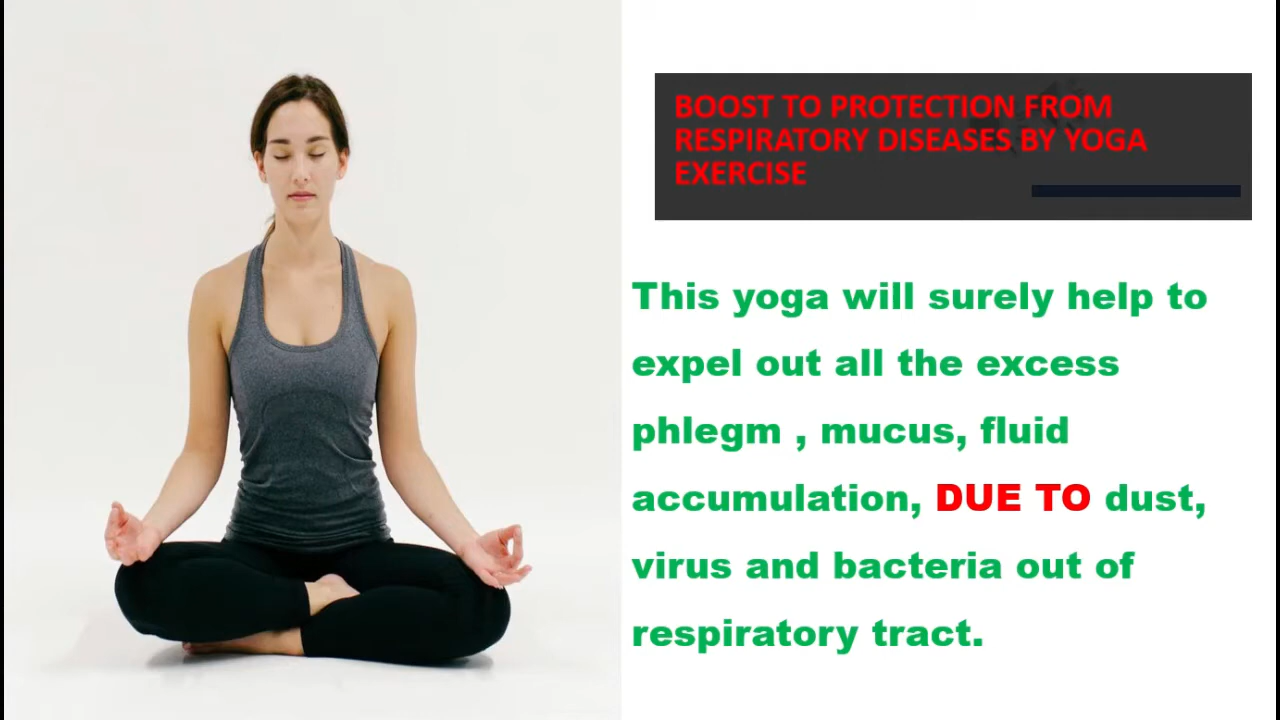 BOOST TO PROTECTION FROM
RESPIRATORY DISEASES BY YOGA
EXERCISE
This yoga will surely help to
expel out all the excess
phlegm , mucus, fluid
accumulation, DUE TO dust,
virus and bacteria out of
respiratory tract.